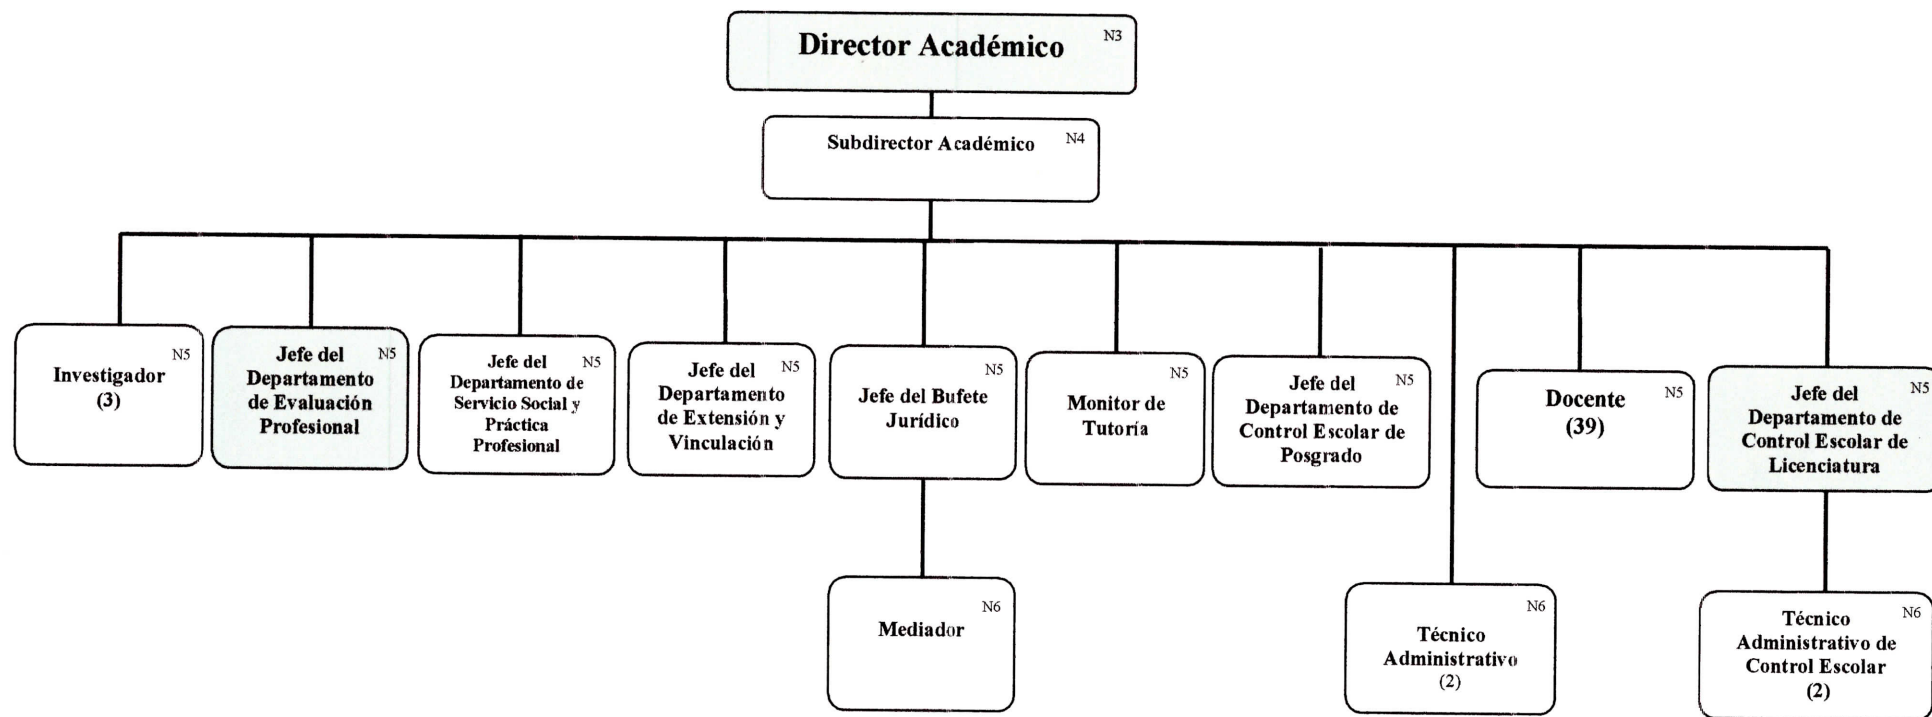 Director Académico N3
Subdirector Académico N4
Investigador N5
(3)
Jefe del N5
Departamento
de Evaluación
Profesional
Jefe del N5
Departamento de
Servicio Social y
Práctica
Profesional
Jefe del N5
Departamento
de Extensión y
Vinculación
N5
Jefe del Bufete
Jurídico
N5
Monitor de
Tutoría
Jefe del N5
Departamento de
Control Escolar de
Posgrado
Docente N5
(39)
Jefe del N5
Departamento de
Control Escolar de
Licenciatura
N6
Mediador
N6
Técnico
Administrativo
(2)
Técnico N6
Administrativo de
Control Escolar
(2)